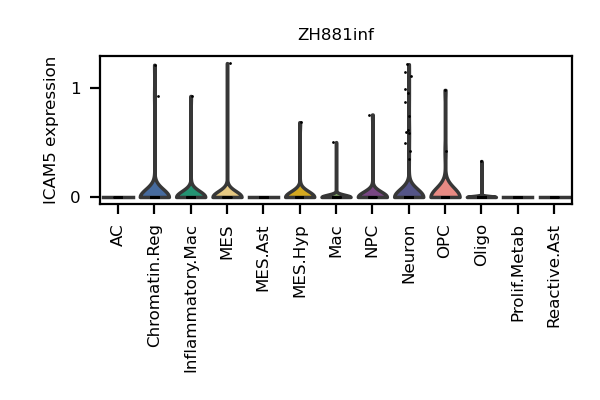 ZH881inf
ICAM5 expression
1
0
AC
Chromatin.Reg
Inflammatory.Mac
MES
MES.Ast
MES.Hyp
Mac
NPC
Neuron
OPC
Oligo
Prolif.Metab
Reactive.Ast